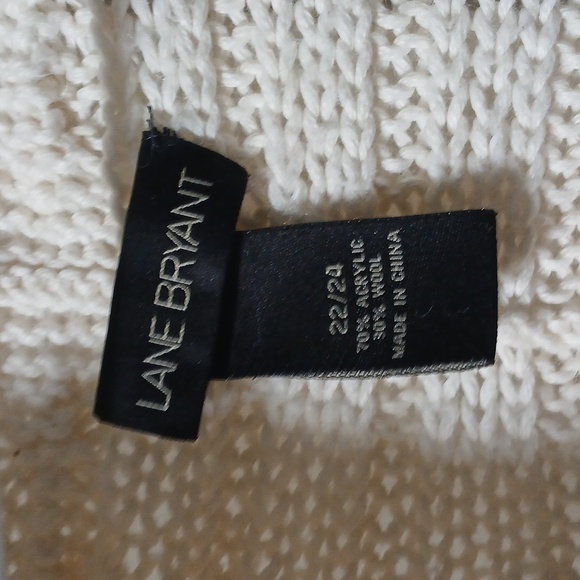 LANE BRYANT
22/24
70% ACRYLIC
30% WOOL
MADE IN CHINA